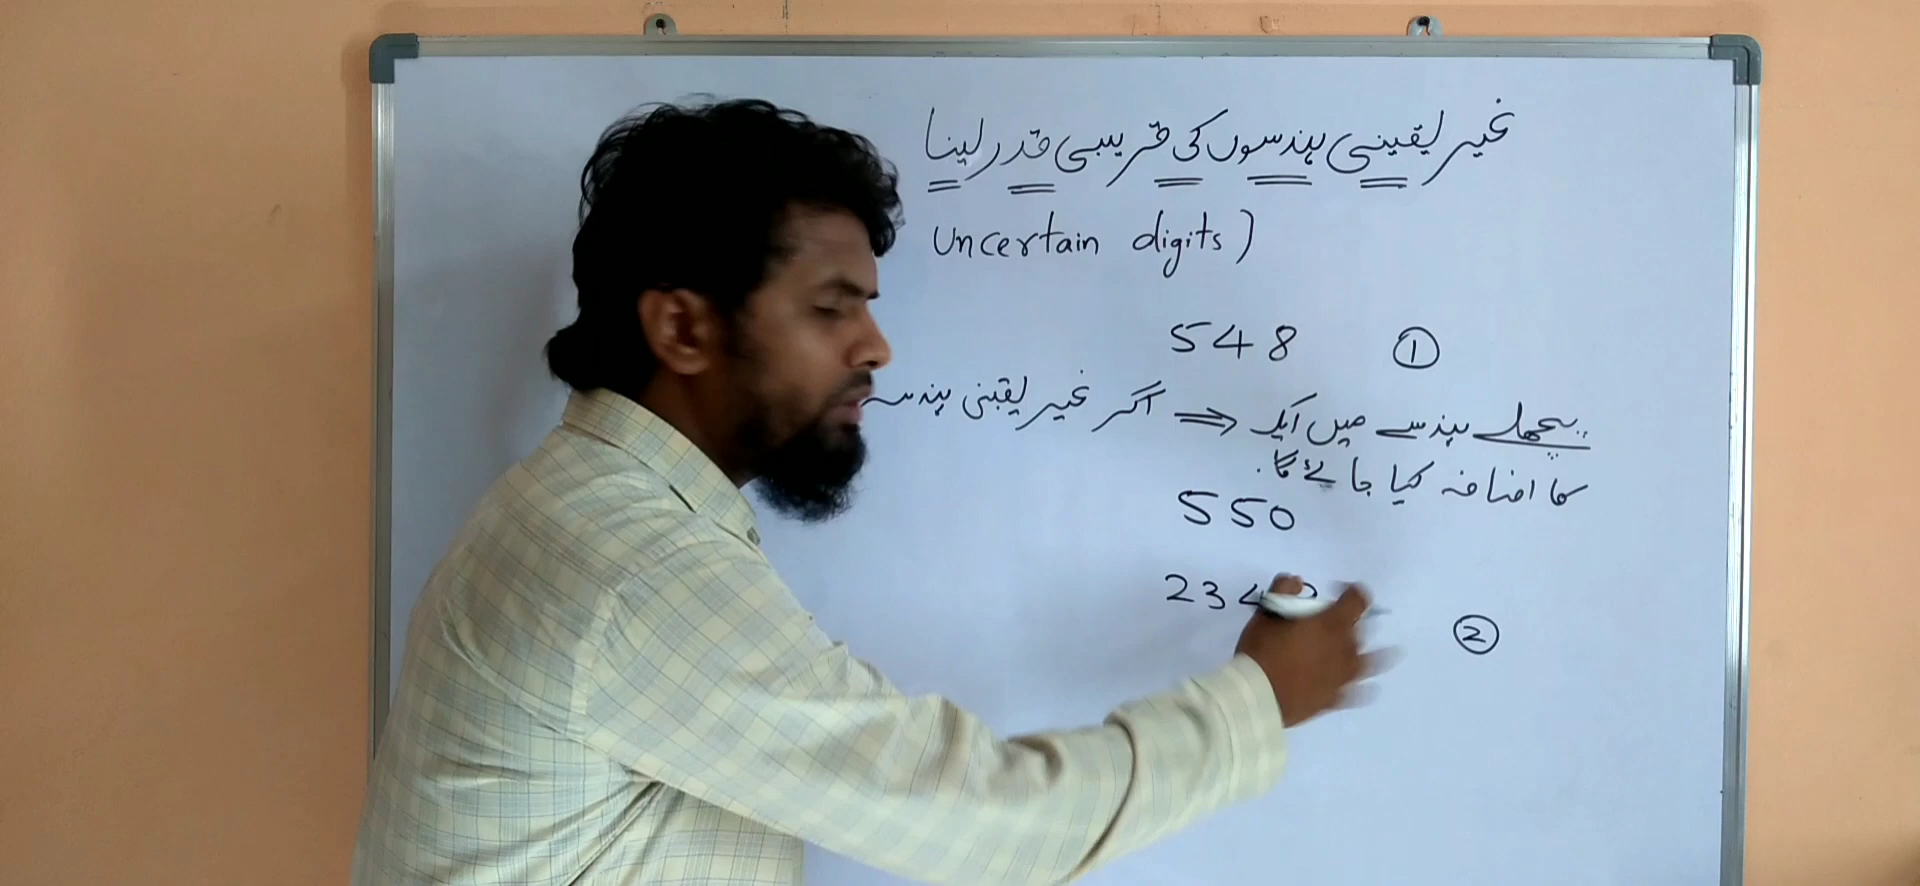 غیر یقینی ہندسوں کی قریبی قدر لینا
Uncertain digits)
548 ①
پچھلے ہندسے میں ایک ⇐ اگر غیر یقینی ہندسہ
کا اضافہ کیا جائے گا.
550
234
②